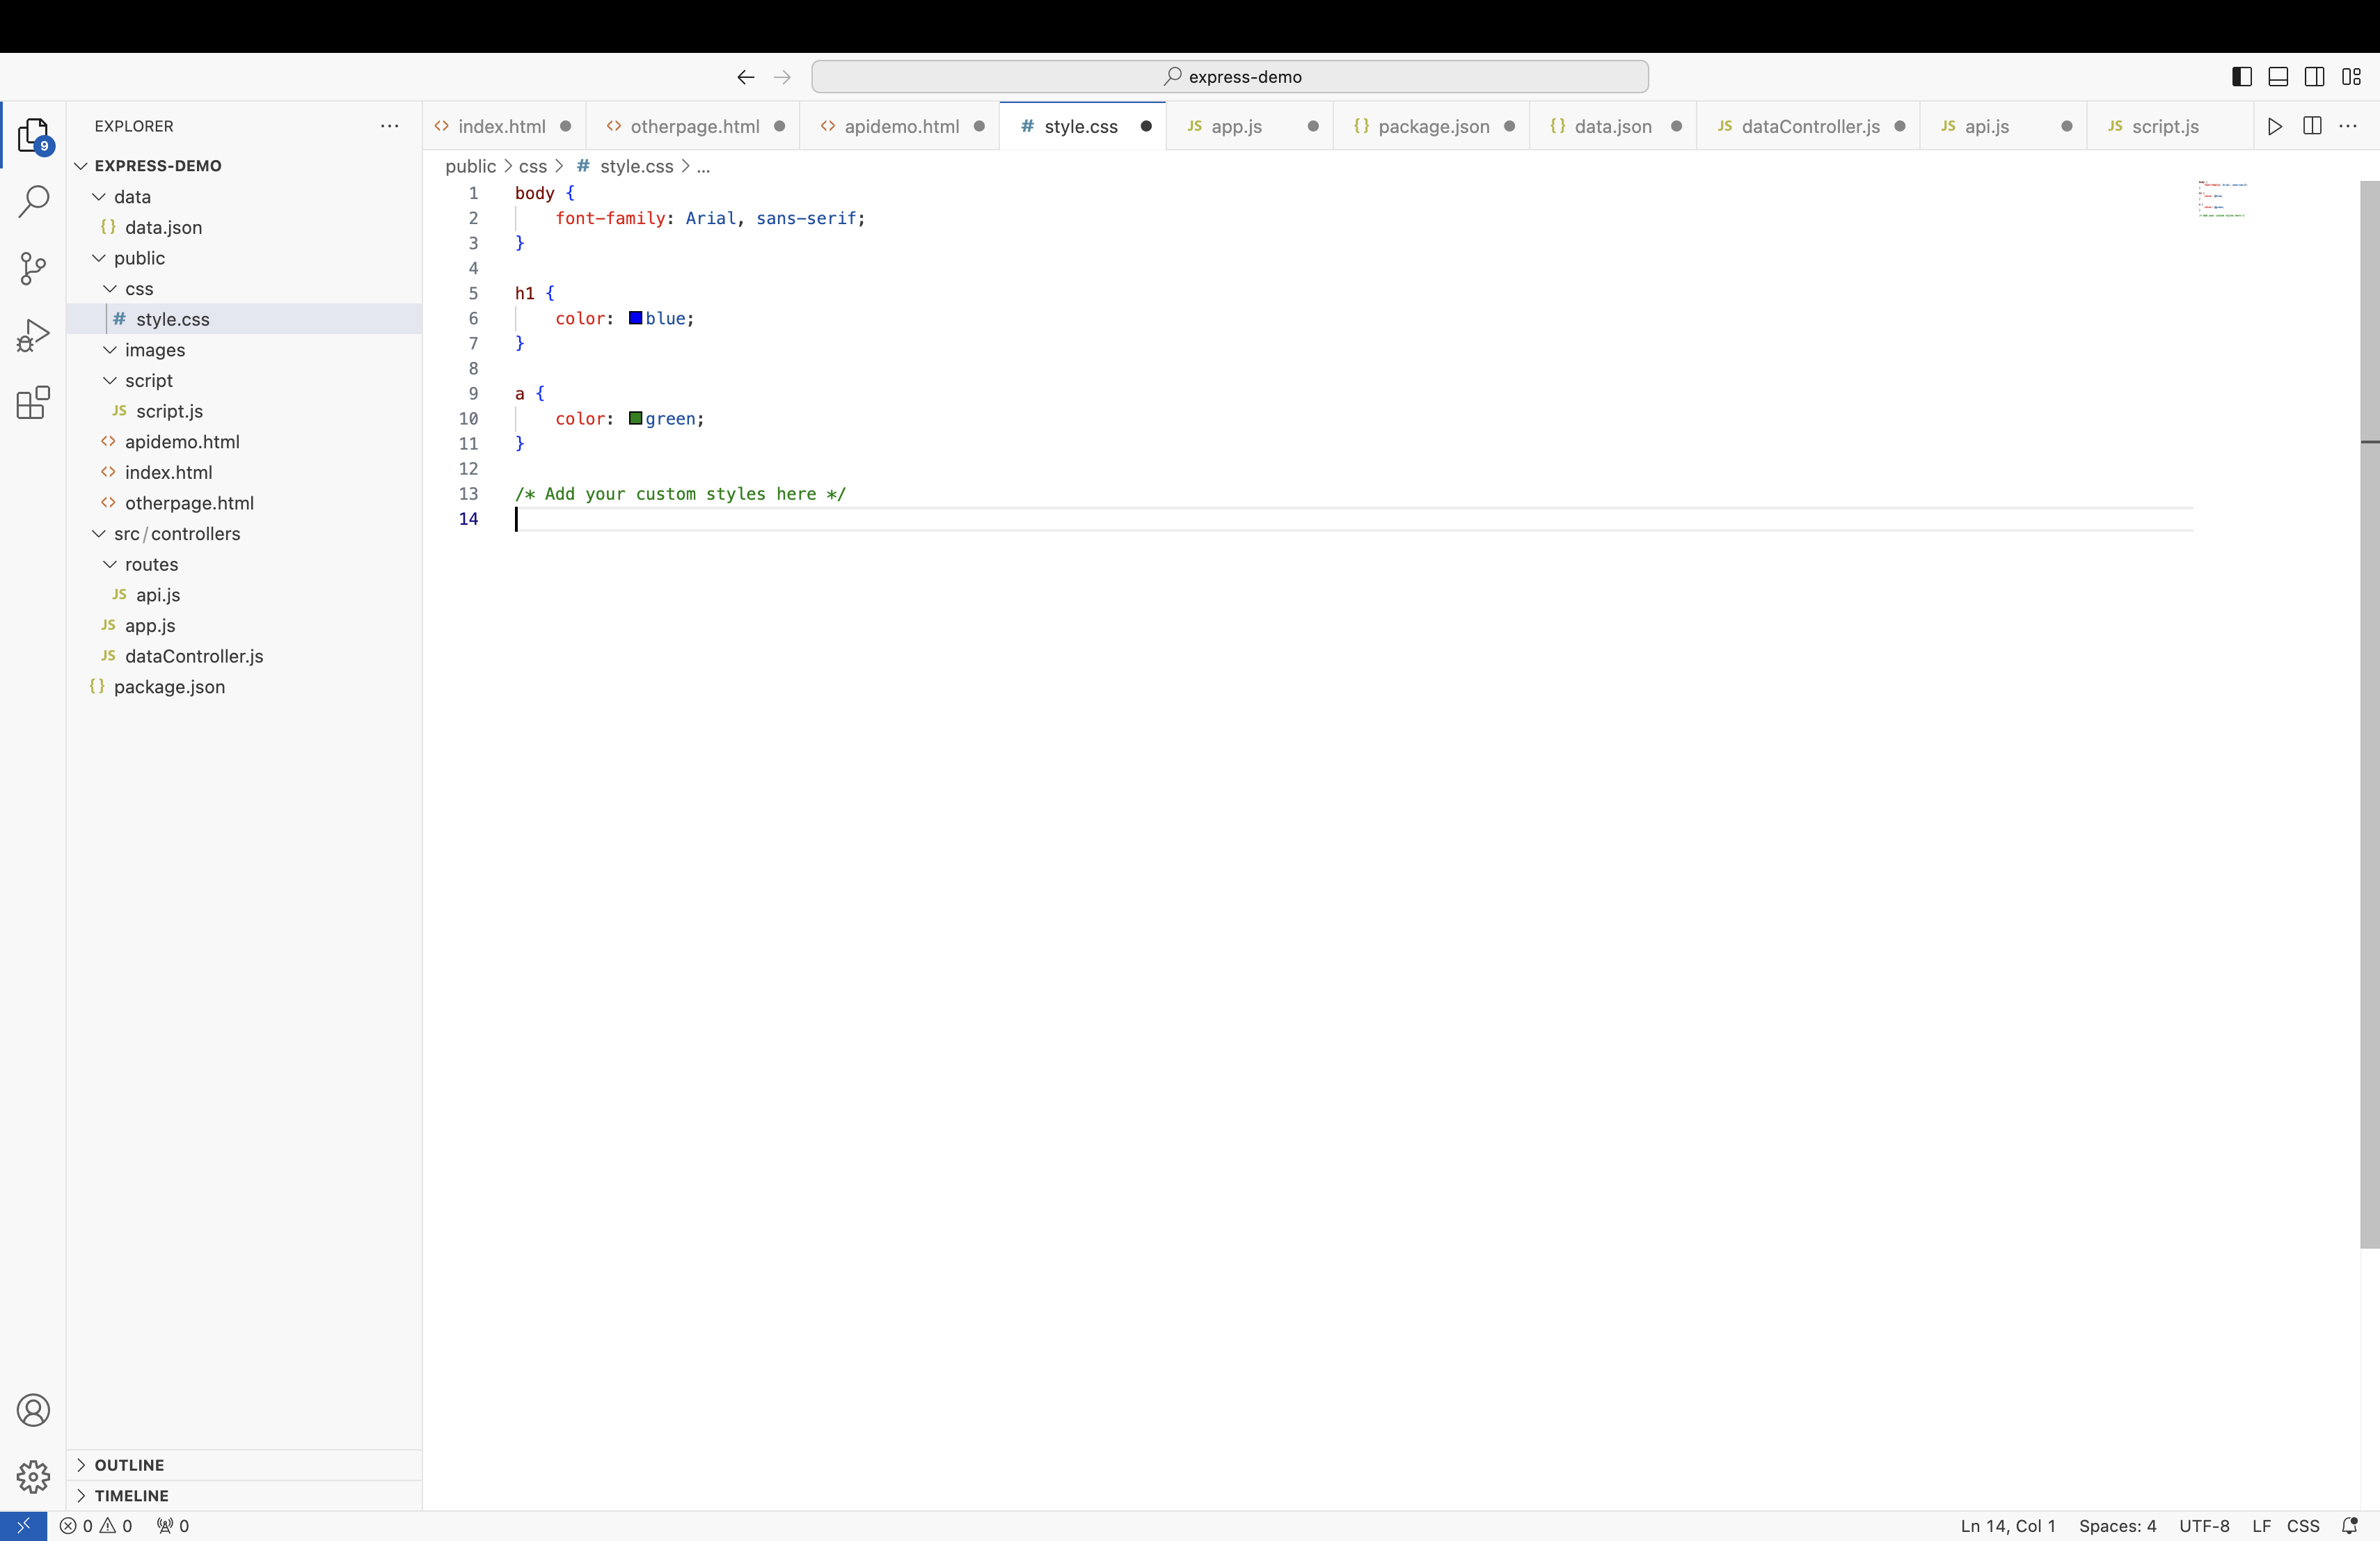 express-demo
EXPLORER
index.html
otherpage.html
apidemo.html
# style.css
JS app.js
{} package.json
{} data.json
JS dataController.js
JS api.js
JS script.js
9
EXPRESS-DEMO
data
{} data.json
public
css
# style.css
images
script
JS script.js
<> apidemo.html
<> index.html
<> otherpage.html
src/controllers
routes
JS api.js
JS app.js
JS dataController.js
{} package.json
OUTLINE
TIMELINE
public > css > # style.css > ...
1 body {
2 font-family: Arial, sans-serif;
3 }
4
5 h1 {
6 color: blue;
7 }
8
9 a {
10 color: green;
11 }
12
13 /* Add your custom styles here */
14
0 0 0
Ln 14, Col 1 Spaces: 4 UTF-8 LF CSS